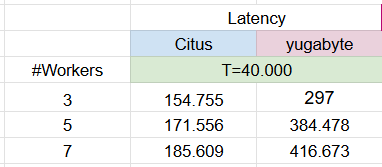 Latency
Citus yugabyte
#Workers T=40.000
3 154.755 297
5 171.556 384.478
7 185.609 416.673